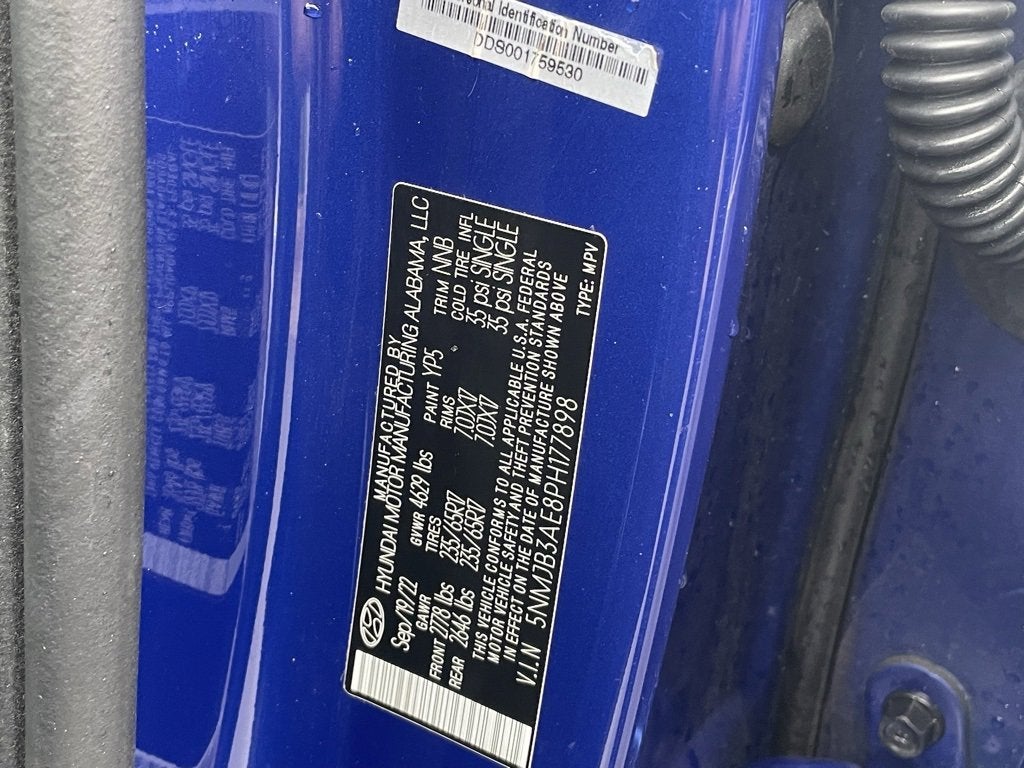 Identification Number
DDS001759530
MANUFACTURED BY
HYUNDAI MOTOR MANUFACTURING ALABAMA, LLC
Sep/19/22 GVWR 4629 lbs PAINT YP5 TRIM NNB
GAWR TIRES RIMS COLD TIRE INFL
FRONT 2778 lbs 235/65R17 7.0JX17 35 psi SINGLE
REAR 2646 lbs 235/65R17 7.0JX17 35 psi SINGLE
THIS VEHICLE CONFORMS TO ALL APPLICABLE U.S.A. FEDERAL
MOTOR VEHICLE SAFETY AND THEFT PREVENTION STANDARDS
IN EFFECT ON THE DATE OF MANUFACTURE SHOWN ABOVE
V.I.N 5NMJB3AE8PH177898 TYPE: MPV